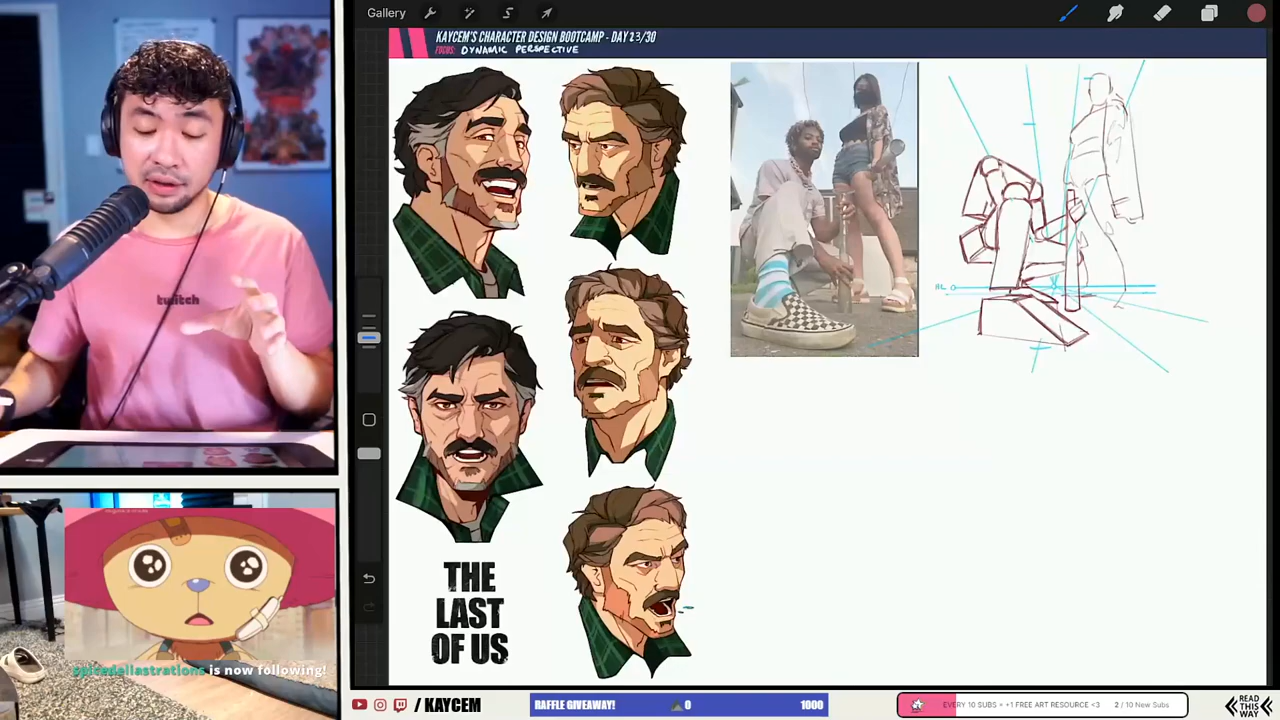 Gallery
KAYCEM'S CHARACTER DESIGN BOOTCAMP - DAY 23/30
FOCUS: DYNAMIC PERSPECTIVE
twitch
HL
THE
LAST
OF US
spiredellastrations is now following!
/ KAYCEM
RAFFLE GIVEAWAY!
0
1000
EVERY 10 SUBS = +1 FREE ART RESOURCE <3
2 / 10 New Subs
READ
THIS
WAY